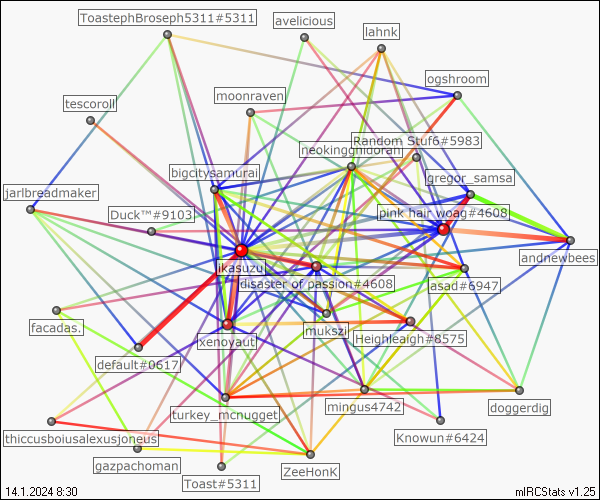 ToastephBroseph5311#5311
avelicious
lahnk
ogshroom
tescoroll
moonraven
Random Stuf6#5983
neokingghidorah
bigcitysamurai
gregor_samsa
jarlbreadmaker
Duck™#9103
pink hair woag#4608
andnewbees
ikasuzu
disaster of passion#4608
asad#6947
facadas.
mukszi
xenoyaut
Heighfeaigh#8575
default#0617
turkey_mcnugget
mingus4742
doggerdig
thiccusboiusalexusjoneus
Knowun#6424
gazpachoman
ZeeHonK
Toast#5311
14.1.2024 8:30
mIRCStats v1.25